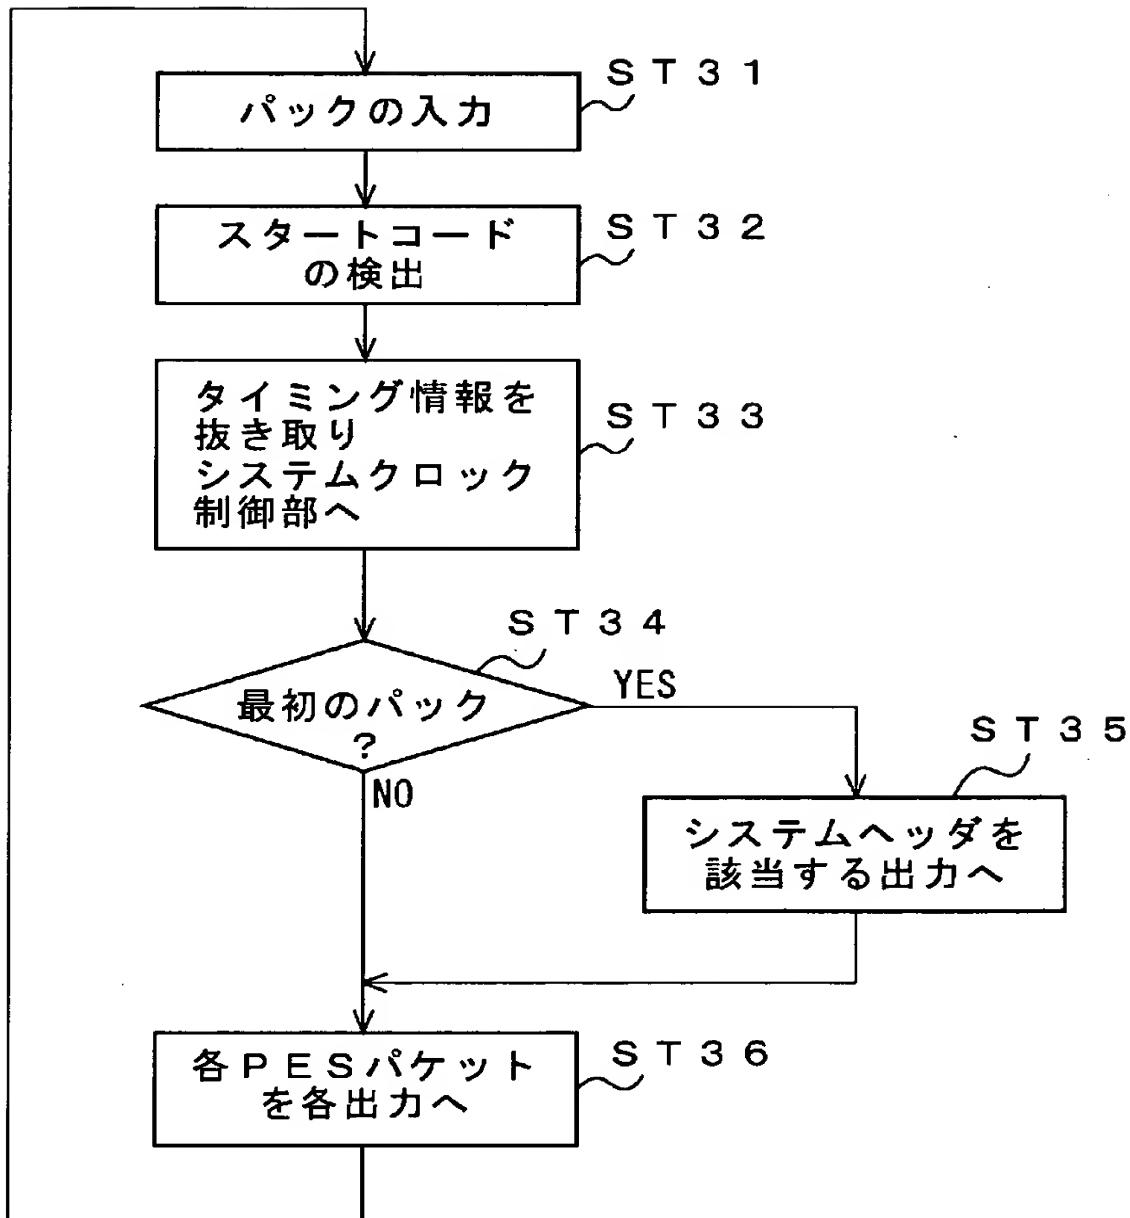 ＳＴ３１
パックの入力
ＳＴ３２
スタートコード
の検出
ＳＴ３３
タイミング情報を
抜き取り
システムクロック
制御部へ
ＳＴ３４
最初のパック
？
YES
NO
ＳＴ３５
システムヘッダを
該当する出力へ
ＳＴ３６
各ＰＥＳパケット
を各出力へ